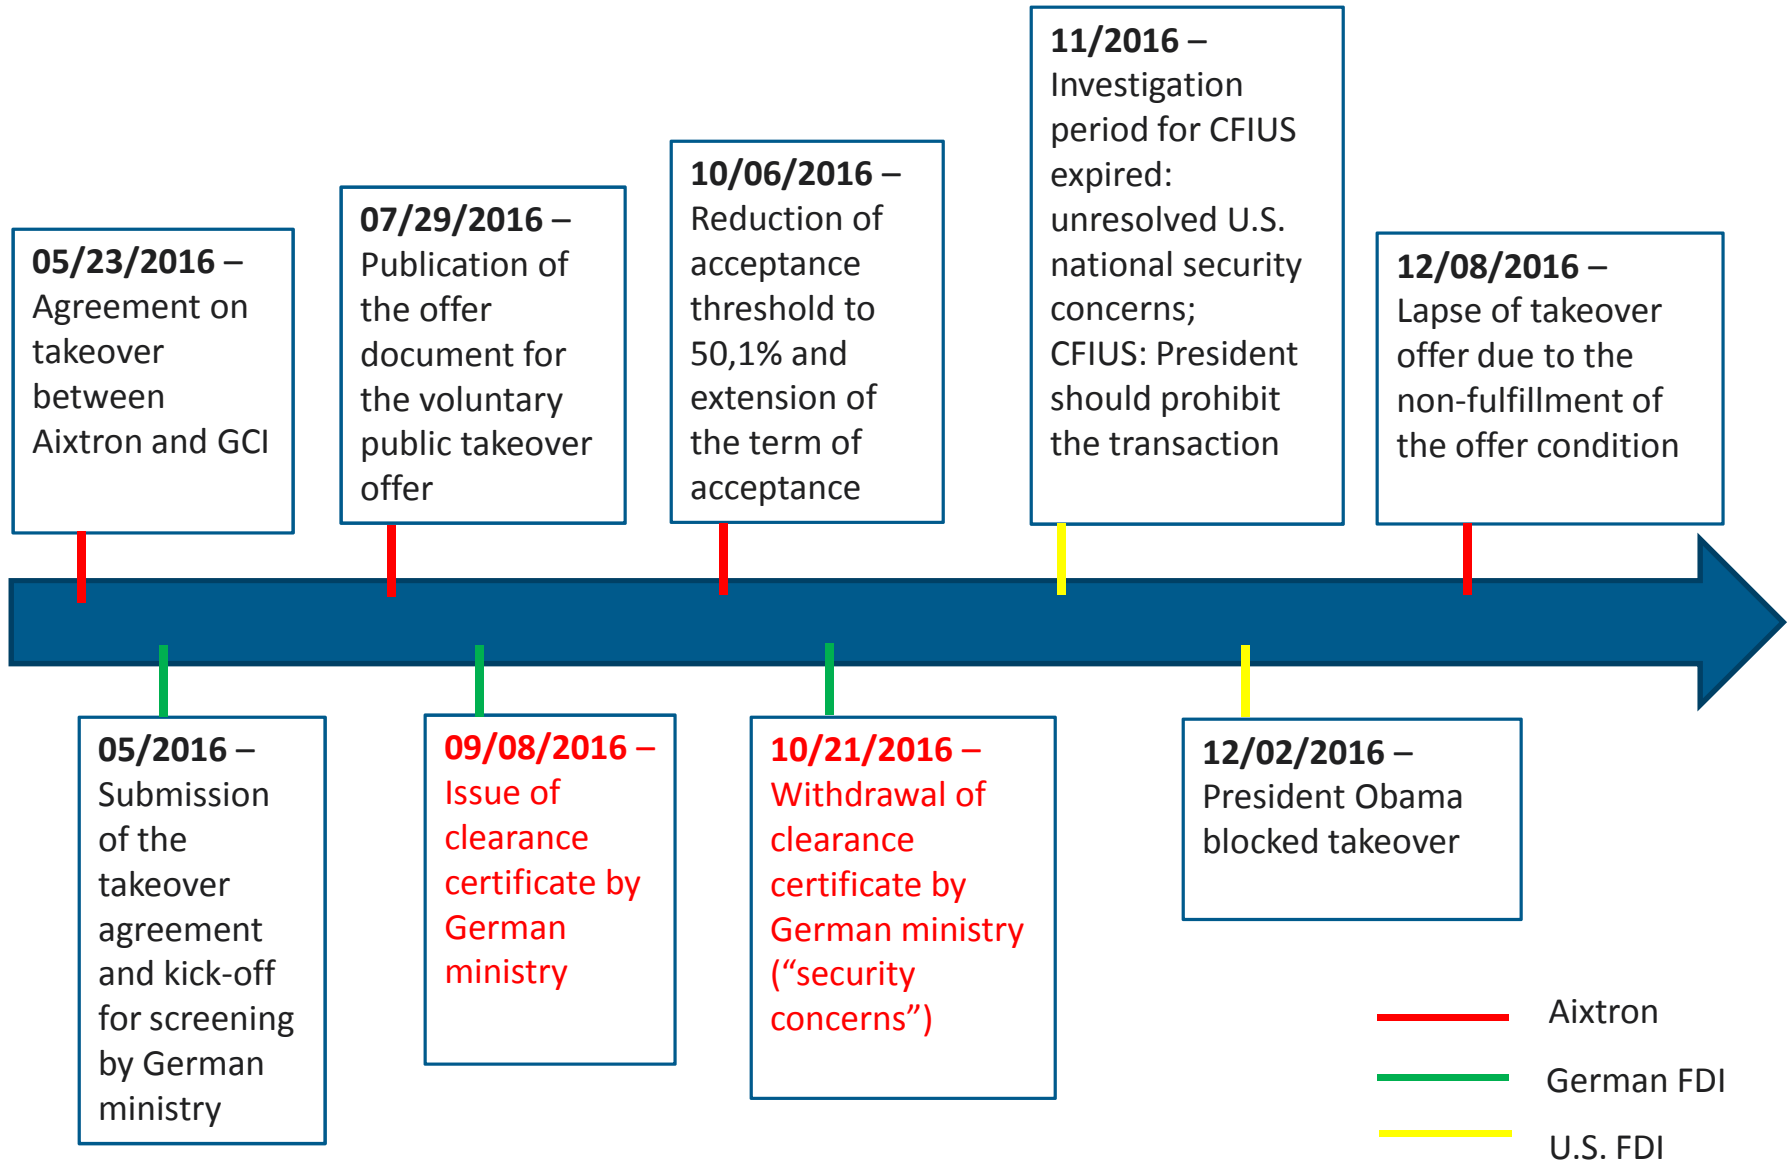 05/23/2016 –
Agreement on
takeover
between
Aixtron and GCI
07/29/2016 –
Publication of
the offer
document for
the voluntary
public takeover
offer
10/06/2016 –
Reduction of
acceptance
threshold to
50,1% and
extension of
the term of
acceptance
11/2016 –
Investigation
period for CFIUS
expired:
unresolved U.S.
national security
concerns;
CFIUS: President
should prohibit
the transaction
12/08/2016 –
Lapse of takeover
offer due to the
non-fulfillment of
the offer condition
05/2016 –
Submission
of the
takeover
agreement
and kick-off
for screening
by German
ministry
09/08/2016 –
Issue of
clearance
certificate by
German
ministry
10/21/2016 –
Withdrawal of
clearance
certificate by
German ministry
(“security
concerns”)
12/02/2016 –
President Obama
blocked takeover
Aixtron
German FDI
U.S. FDI